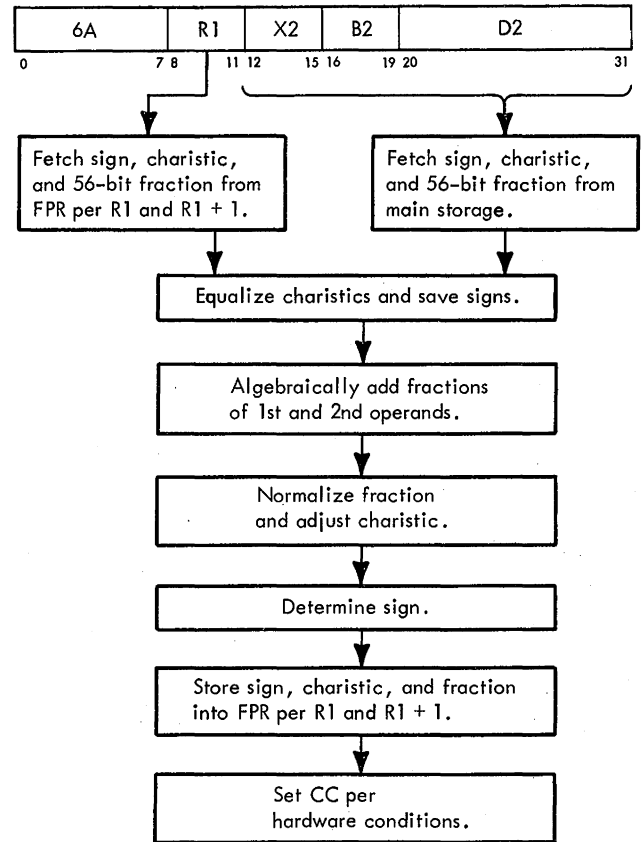 6A R1 X2 B2 D2
0 7 8 11 12 15 16 19 20 31
Fetch sign, charistic,
and 56-bit fraction from
FPR per R1 and R1 + 1.
Fetch sign, charistic,
and 56-bit fraction from
main storage.
Equalize charistics and save signs.
Algebraically add fractions
of 1st and 2nd operands.
Normalize fraction
and adjust charistic.
Determine sign.
Store sign, charistic, and fraction
into FPR per R1 and R1 + 1.
Set CC per
hardware conditions.